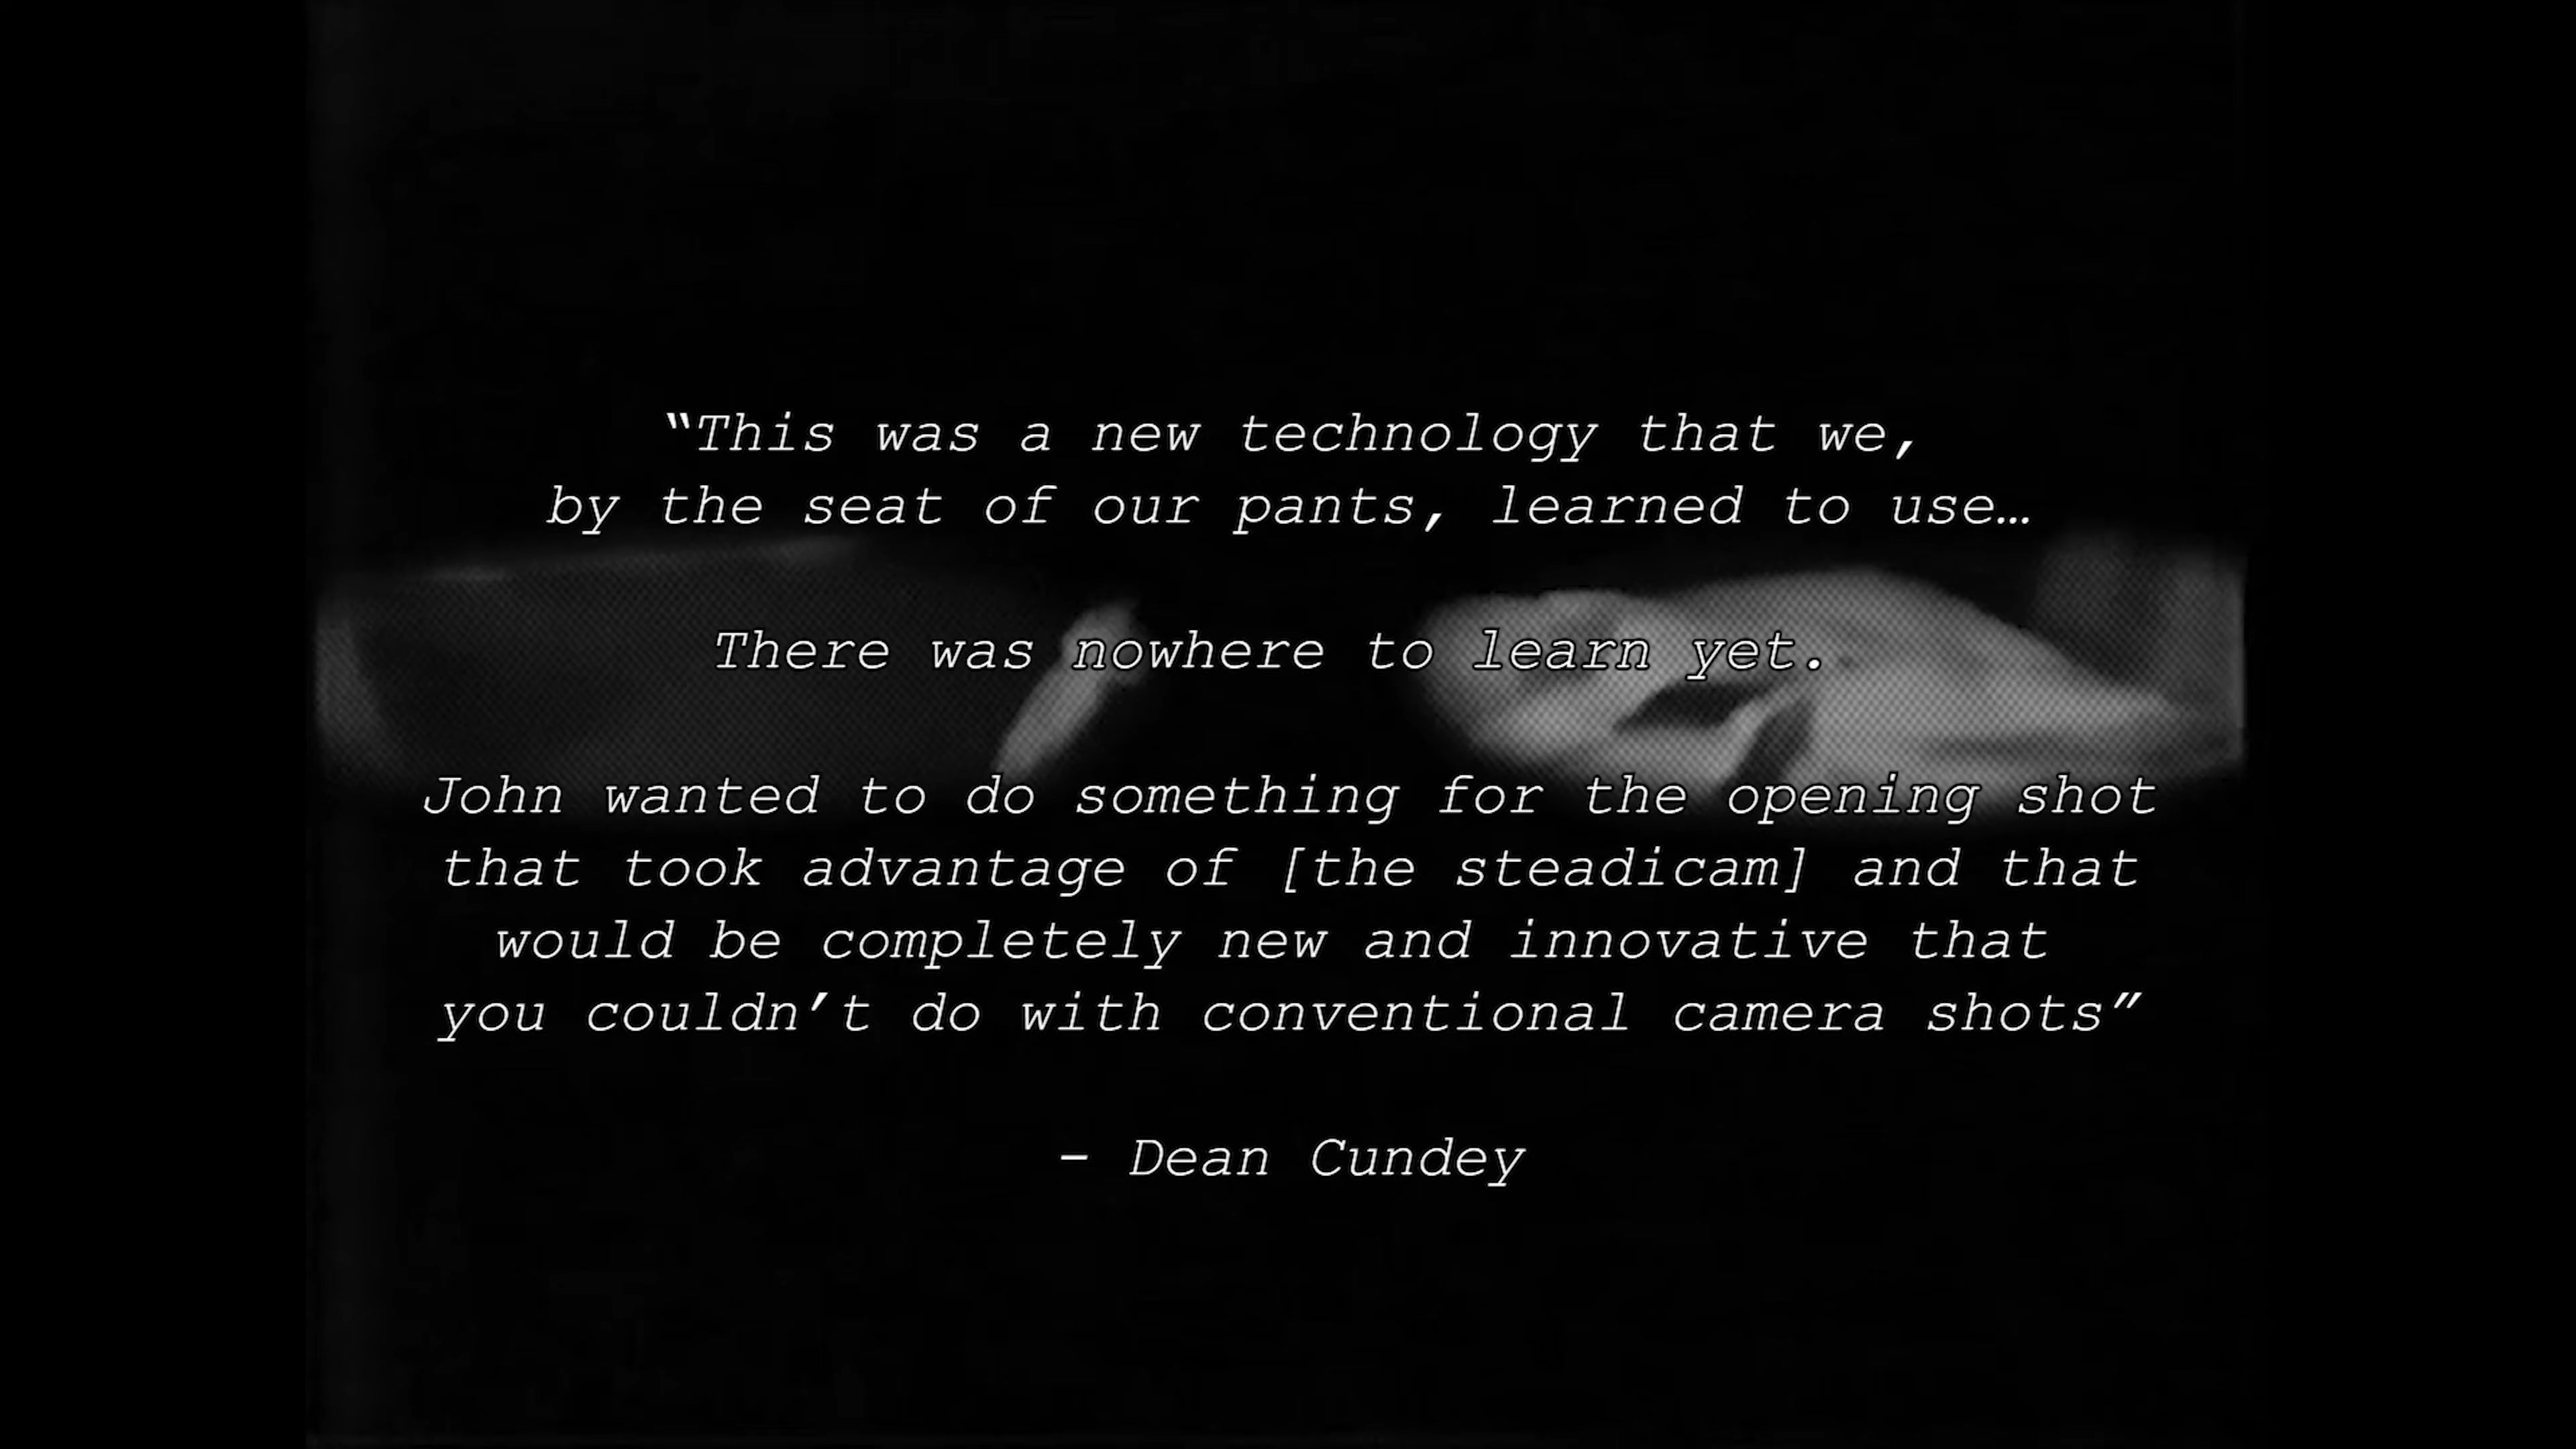 “This was a new technology that we,
by the seat of our pants, learned to use…
There was nowhere to learn yet.
John wanted to do something for the opening shot
that took advantage of [the steadicam] and that
would be completely new and innovative that
you couldn’t do with conventional camera shots”
- Dean Cundey